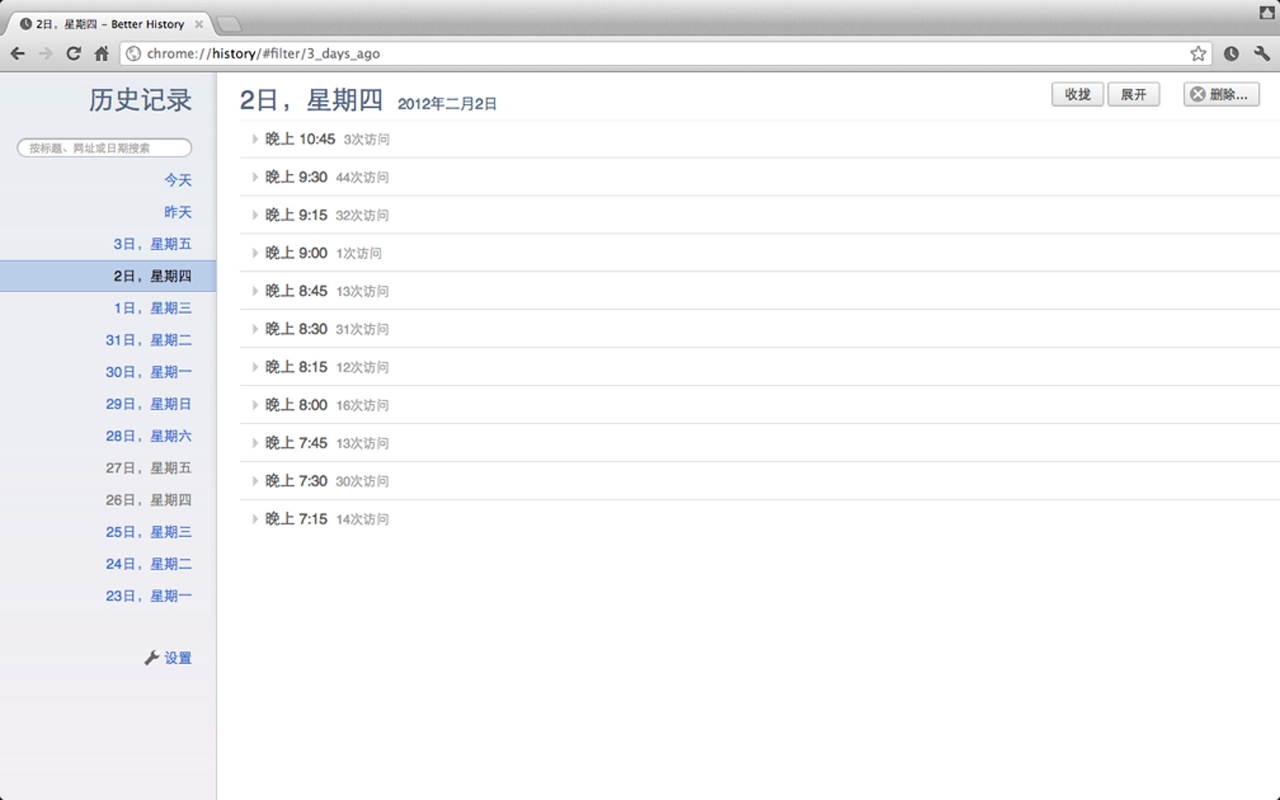 2日，星期四 - Better History
chrome://history/#filter/3_days_ago
历史记录
按标题、网址或日期搜索
今天
昨天
3日，星期五
2日，星期四
1日，星期三
31日，星期二
30日，星期一
29日，星期日
28日，星期六
27日，星期五
26日，星期四
25日，星期三
24日，星期二
23日，星期一
设置
2日，星期四 2012年二月2日
收拢 展开 删除...
晚上 10:45 3次访问
晚上 9:30 44次访问
晚上 9:15 32次访问
晚上 9:00 1次访问
晚上 8:45 13次访问
晚上 8:30 31次访问
晚上 8:15 12次访问
晚上 8:00 16次访问
晚上 7:45 13次访问
晚上 7:30 30次访问
晚上 7:15 14次访问